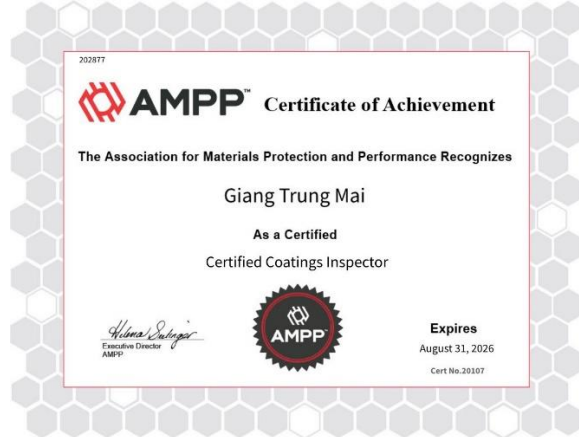 202877
AMPP™ Certificate of Achievement
The Association for Materials Protection and Performance Recognizes
Giang Trung Mai
As a Certified
Certified Coatings Inspector
Executive Director
AMPP
AMPP
Expires
August 31, 2026
Cert No.20107